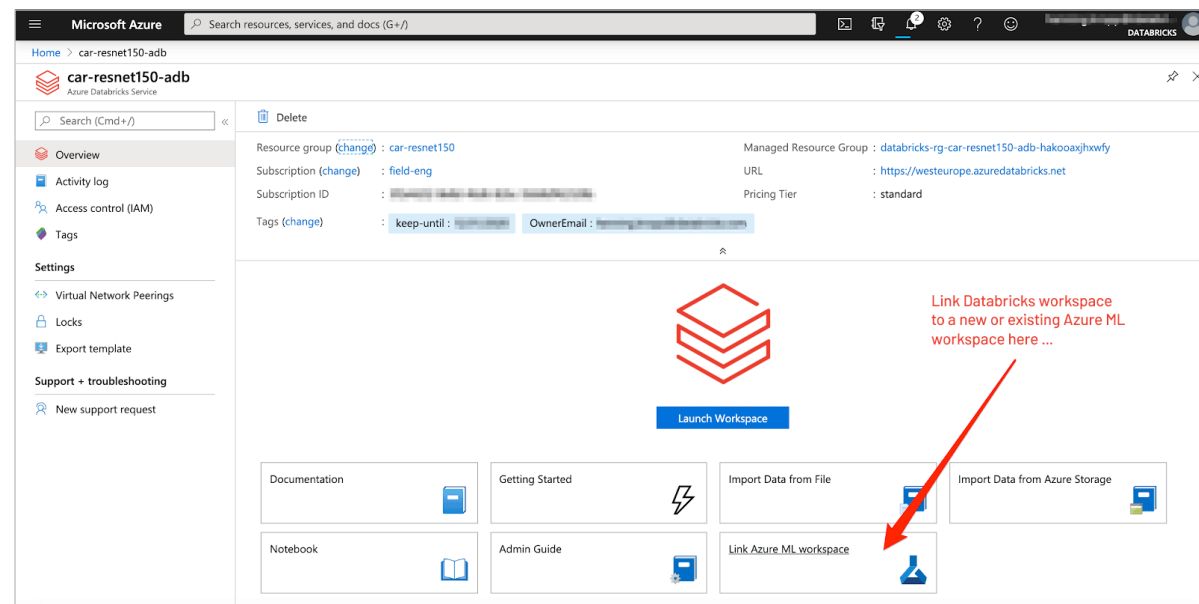 Microsoft Azure
Search resources, services, and docs (G+/)
2
DATABRICKS
Home > car-resnet150-adb
car-resnet150-adb
Azure Databricks Service
Search (Cmd+/)
«
Overview
Activity log
Access control (IAM)
Tags
Settings
Virtual Network Peerings
Locks
Export template
Support + troubleshooting
New support request
Delete
Resource group (change) : car-resnet150
Subscription (change) : field-eng
Subscription ID :
Tags (change) : keep-until : OwnerEmail :
Managed Resource Group : databricks-rg-car-resnet150-adb-hakooaxjhxwfy
URL : https://westeurope.azuredatabricks.net
Pricing Tier : standard
Link Databricks workspace
to a new or existing Azure ML
workspace here ...
Launch Workspace
Documentation
Getting Started
Import Data from File
Import Data from Azure Storage
Notebook
Admin Guide
Link Azure ML workspace